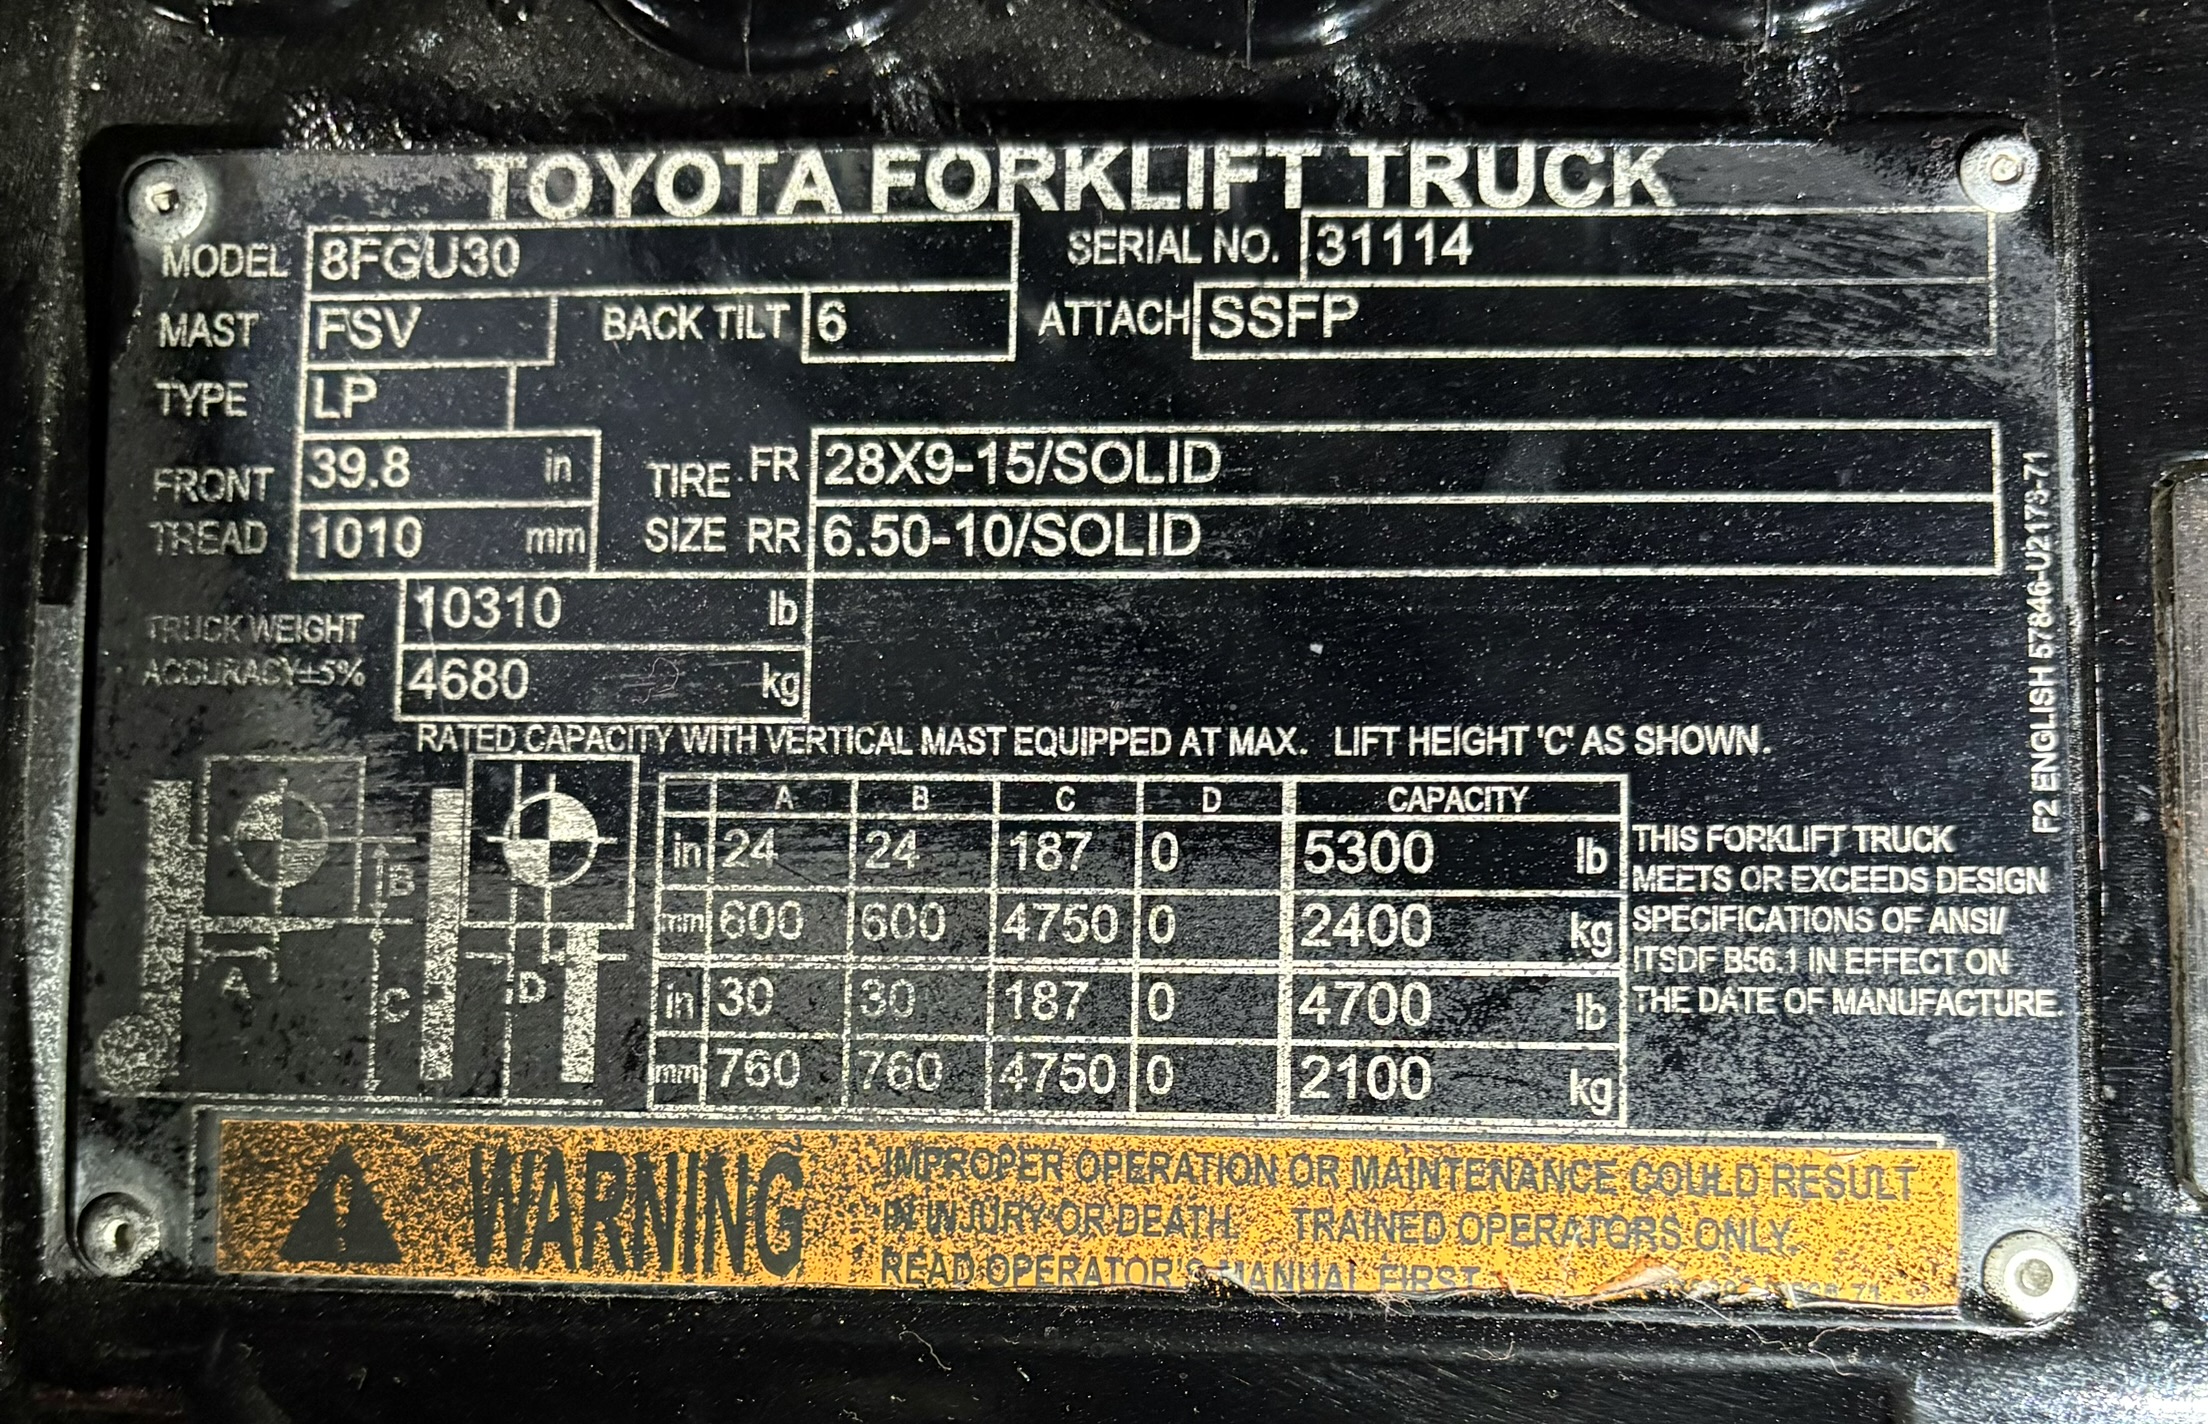 TOYOTA FORKLIFT TRUCK
MODEL 8FGU30 SERIAL NO. 31114
MAST FSV BACK TILT 6 ATTACH SSFP
TYPE LP
FRONT TREAD 39.8 in TIRE SIZE FR 28X9-15/SOLID
1010 mm RR 6.50-10/SOLID
TRUCK WEIGHT 10310 lb
ACCURACY±5% 4680 kg
RATED CAPACITY WITH VERTICAL MAST EQUIPPED AT MAX. LIFT HEIGHT 'C' AS SHOWN.
B
A
C
D
A B C D CAPACITY
in 24 24 187 0 5300 lb
mm 600 600 4750 0 2400 kg
in 30 30 187 0 4700 lb
mm 760 760 4750 0 2100 kg
THIS FORKLIFT TRUCK
MEETS OR EXCEEDS DESIGN
SPECIFICATIONS OF ANSI/
ITSDF B56.1 IN EFFECT ON
THE DATE OF MANUFACTURE.
F2 ENGLISH 57846-U2173-71
WARNING
IMPROPER OPERATION OR MAINTENANCE COULD RESULT
IN INJURY OR DEATH. TRAINED OPERATORS ONLY.
READ OPERATOR'S MANUAL FIRST.